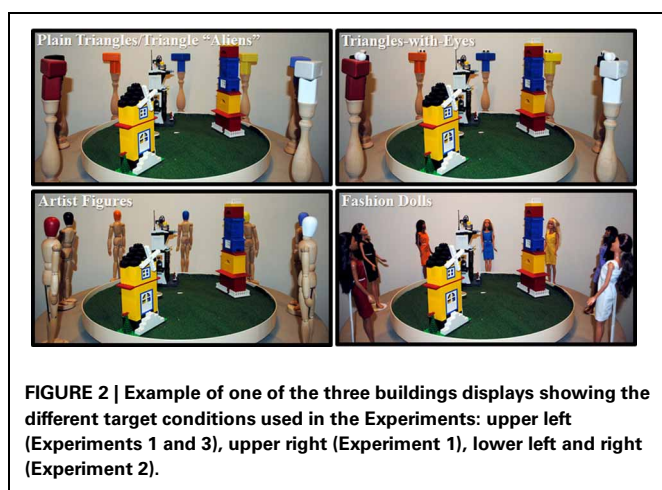 Plain Triangles/Triangle “Aliens”
Triangles-with-Eyes
Artist Figures
Fashion Dolls
FIGURE 2 | Example of one of the three buildings displays showing the
different target conditions used in the Experiments: upper left
(Experiments 1 and 3), upper right (Experiment 1), lower left and right
(Experiment 2).